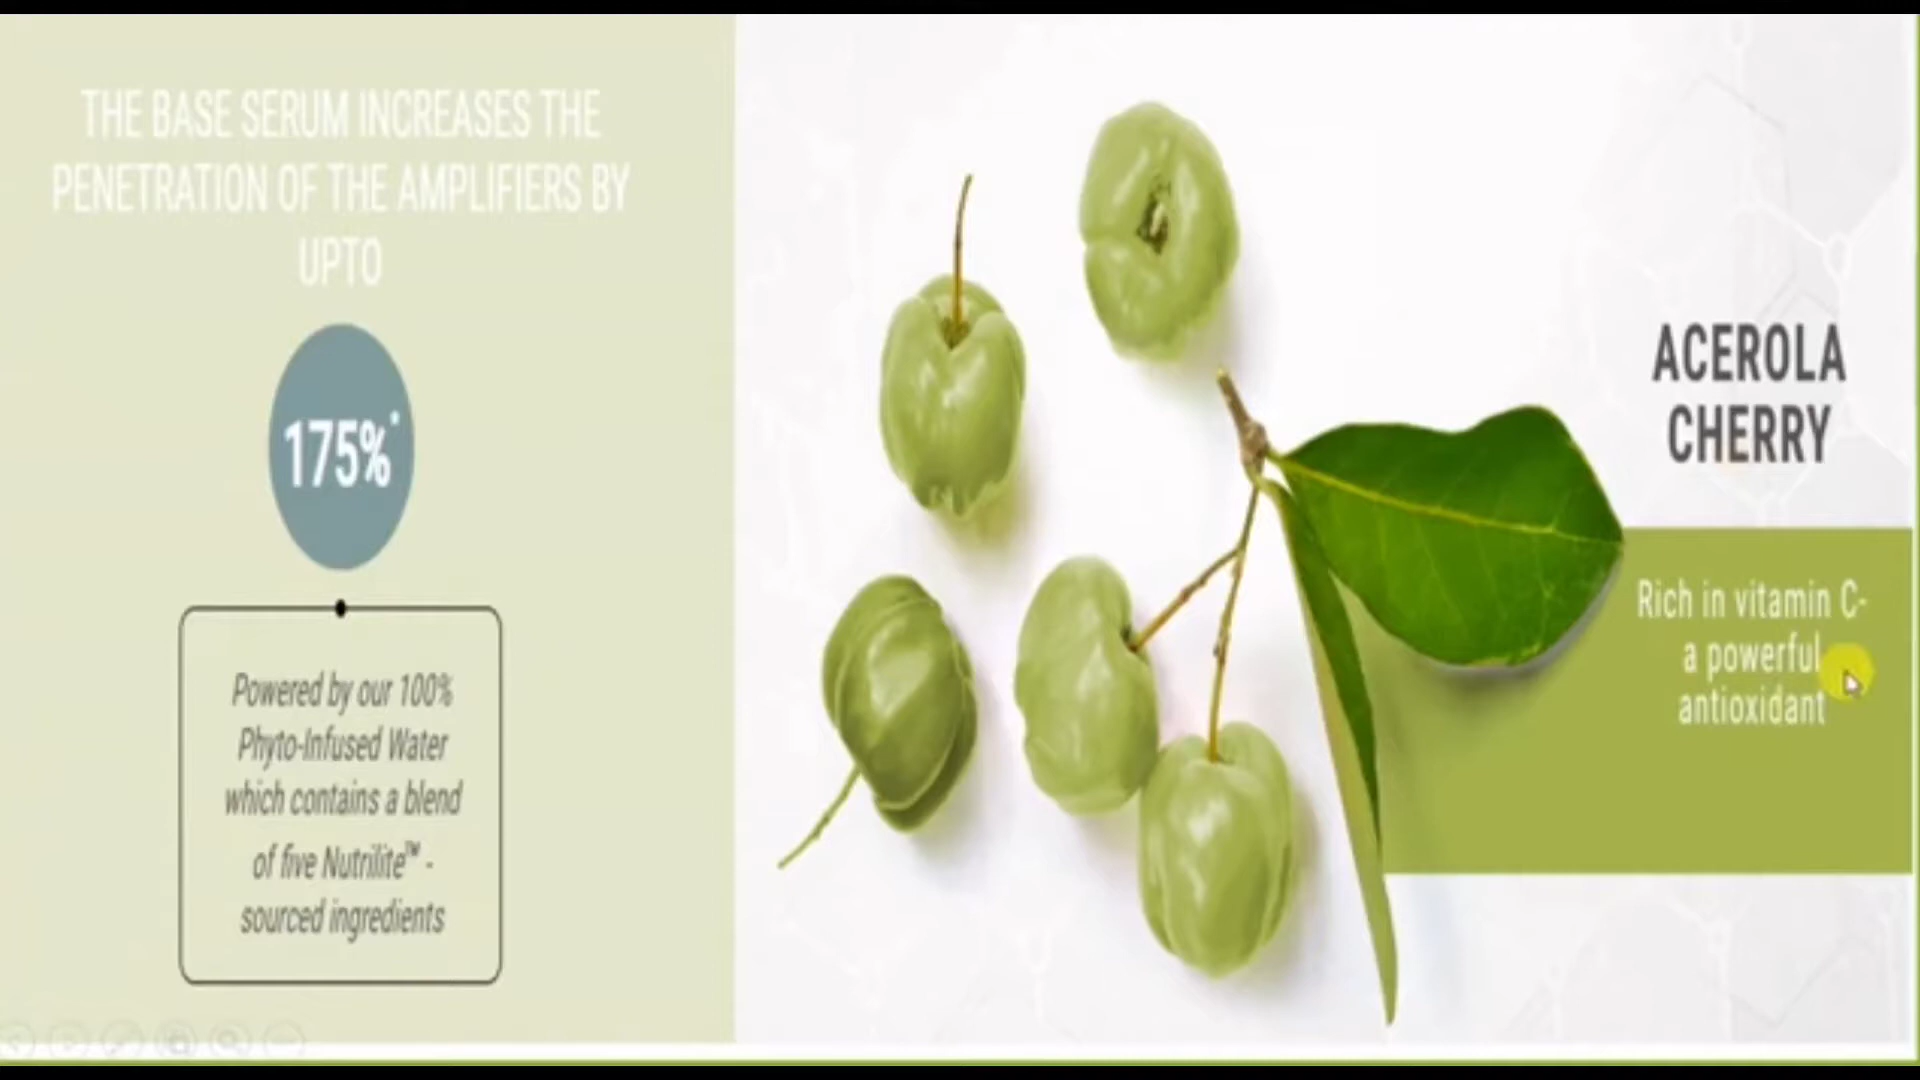 THE BASE SERUM INCREASES THE
PENETRATION OF THE AMPLIFIERS BY
UPTO
175%*
Powered by our 100%
Phyto-Infused Water
which contains a blend
of five Nutrilite™ -
sourced ingredients
ACEROLA
CHERRY
Rich in vitamin C-
a powerful
antioxidant